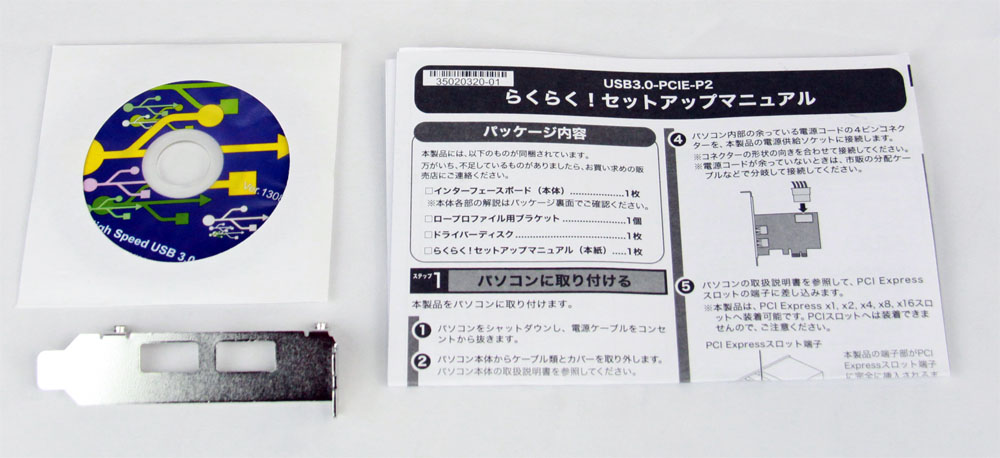 Ver.130
High Speed USB 3.0
35020320-01
USB3.0-PCIE-P2
らくらく！セットアップマニュアル
パッケージ内容
本製品には、以下のものが同梱されています。
万がいち、不足しているものがありましたら、お買い求めの販
売店にご連絡ください。
□インターフェースボード（本体）..................1枚
※本体各部の解説はパッケージ裏面でご確認ください。
□ロープロファイル用ブラケット......................1個
□ドライバーディスク......................................1枚
□らくらく！セットアップマニュアル（本紙）.....1枚
ステップ1 パソコンに取り付ける
本製品をパソコンに取り付けます。
1 パソコンをシャットダウンし、電源ケーブルをコンセ
ントから抜きます。
2 パソコン本体からケーブル類とカバーを取り外します。
パソコン本体の取扱説明書を参照してください。
4 パソコン内部の余っている電源コードの4ピンコネク
ターを、本製品の電源供給ソケットに接続します。
※コネクターの形状の向きを合わせて接続してください。
※電源コードが余っていないときは、市販の分配ケー
ブルなどで分岐して接続してください。
5 パソコンの取扱説明書を参照して、PCI Express
スロットの端子に差し込みます。
※本製品は、PCI Express x1、x2、x4、x8、x16スロ
ットへ装着可能です。PCIスロットへは装着できま
せんので、ご注意ください。
PCI Expressスロット端子
本製品の端子部がPCI
Expressスロット端子
に完全に挿入されるま